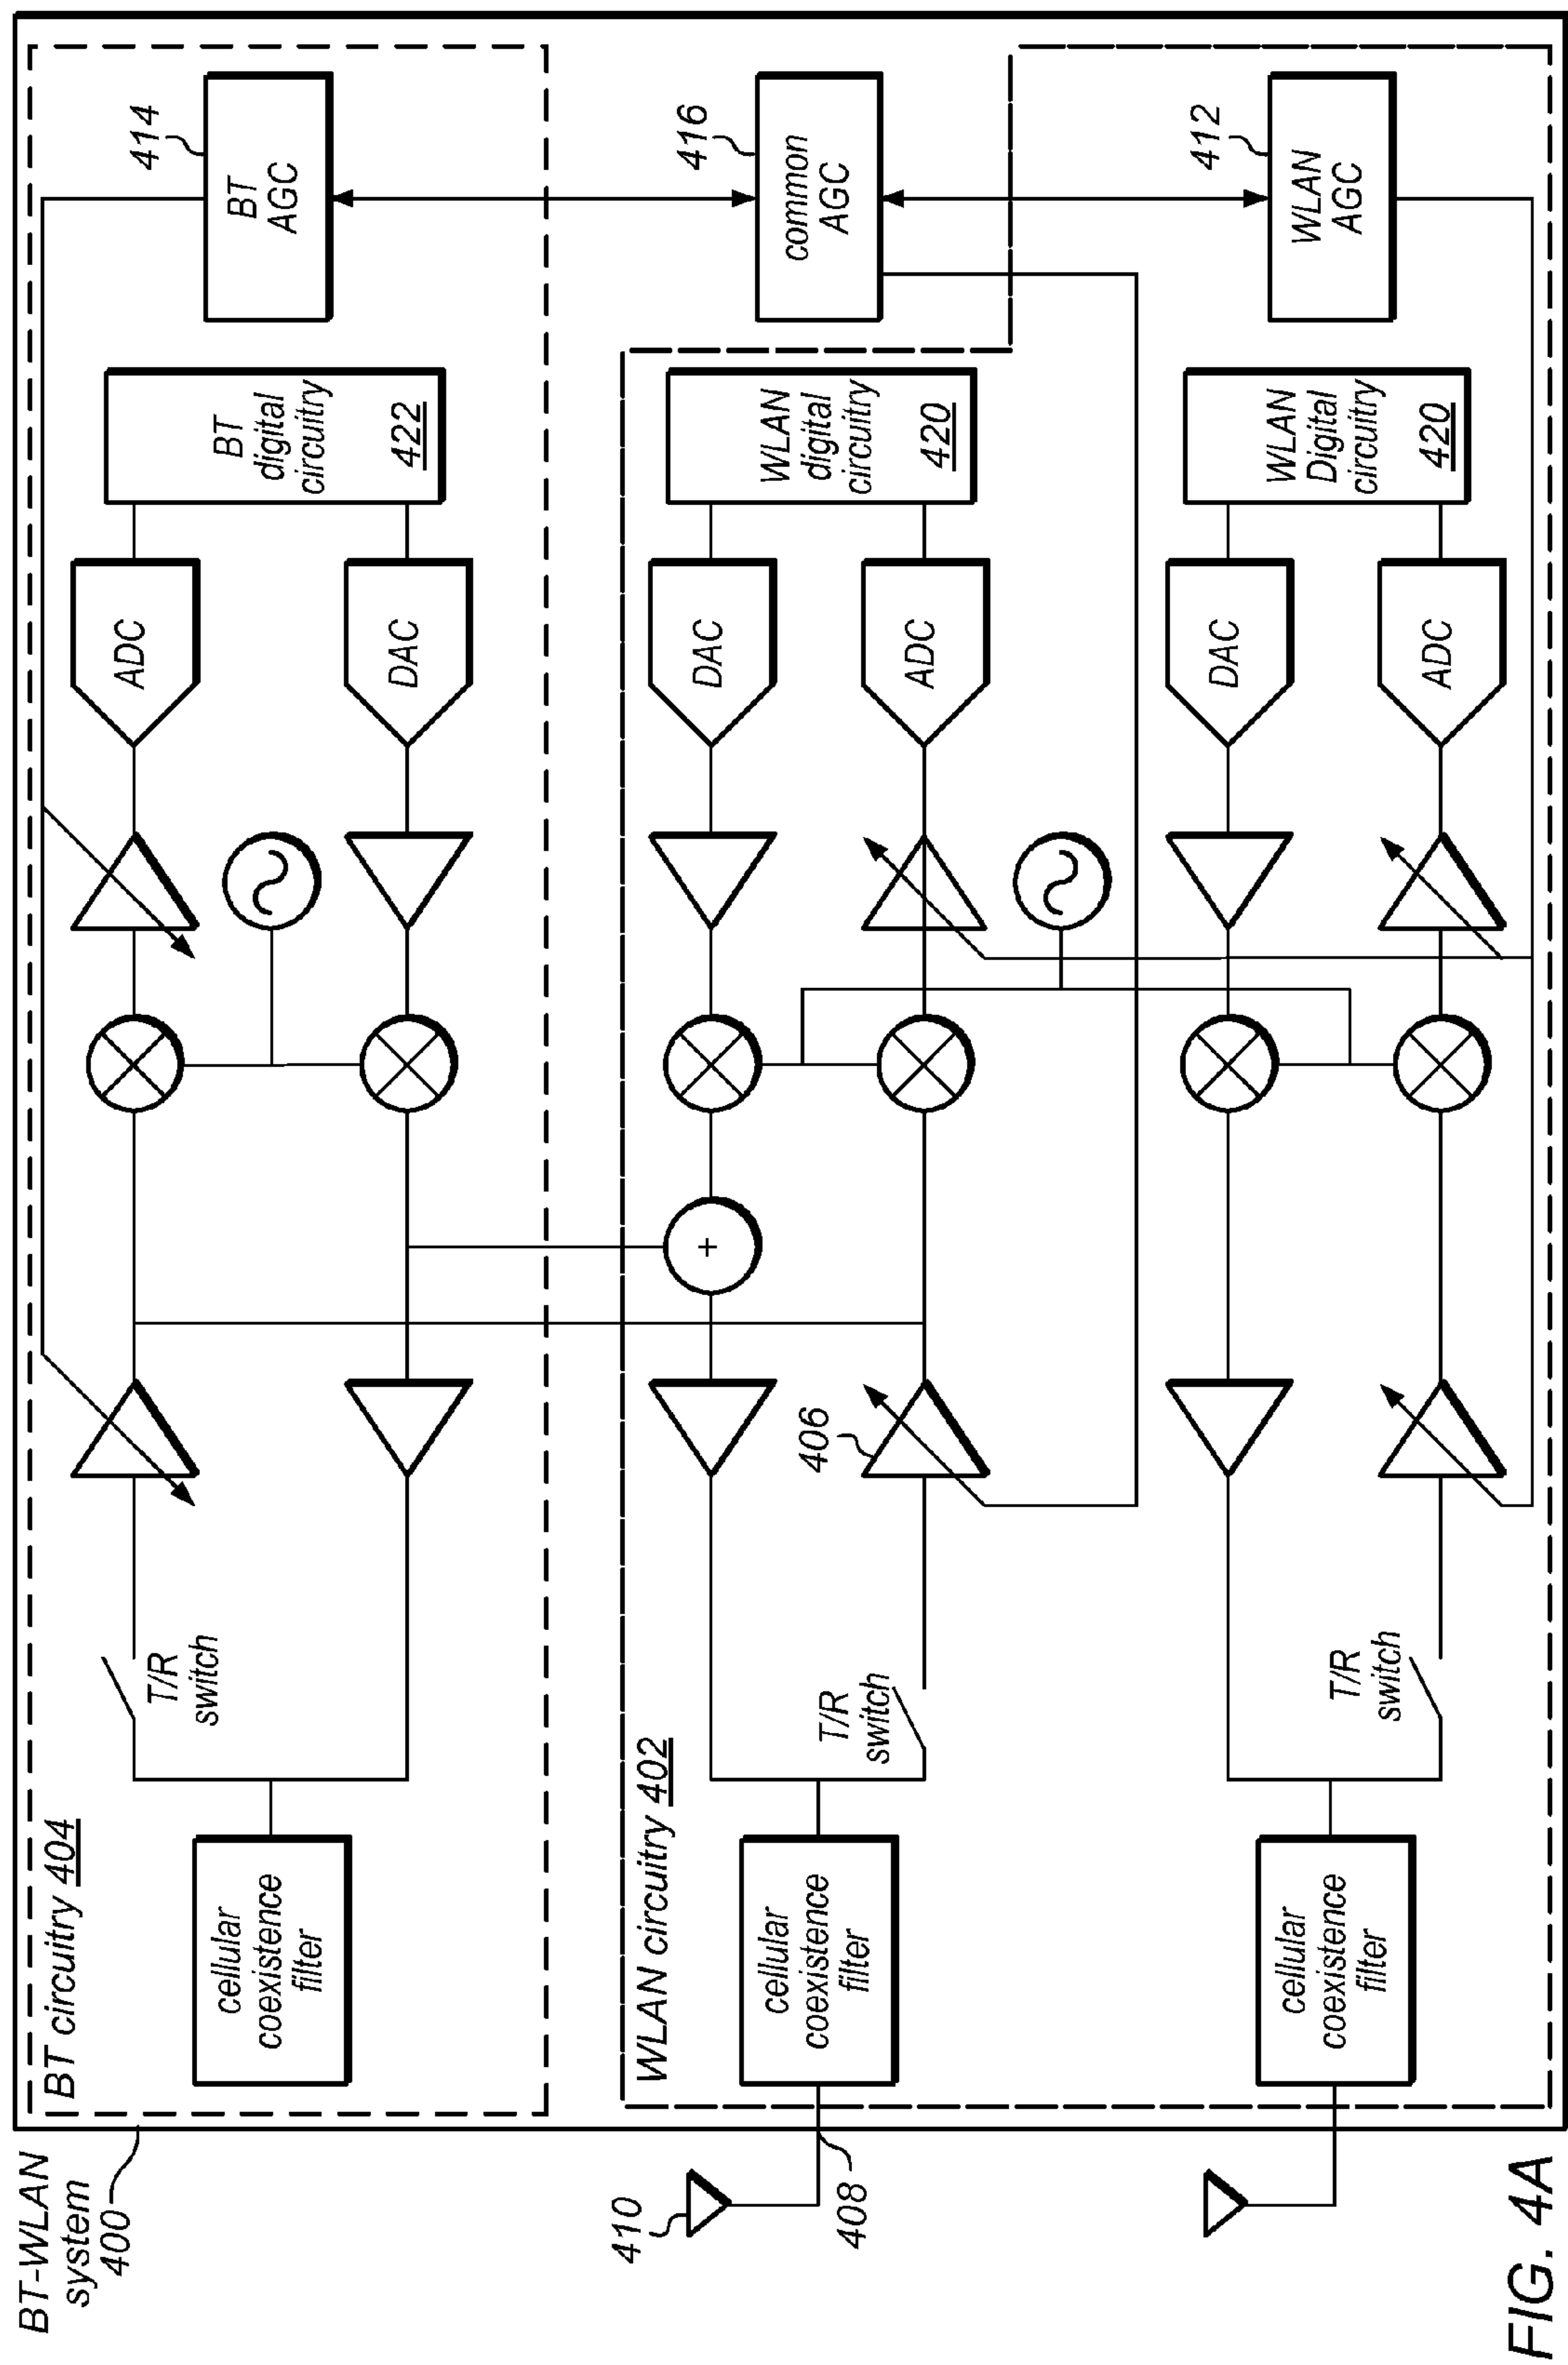 BT-WLAN
system
400
BT circuitry 404
cellular
coexistence
filter
T/R
switch
ADC
DAC
BT
digital
circuitry
422
414
BT
AGC
410
408
WLAN circuitry 402
cellular
coexistence
filter
T/R
switch
406
+
DAC
ADC
WLAN
digital
circuitry
420
416
common
AGC
cellular
coexistence
filter
T/R
switch
DAC
ADC
WLAN
Digital
circuitry
420
412
WLAN
AGC
FIG. 4A